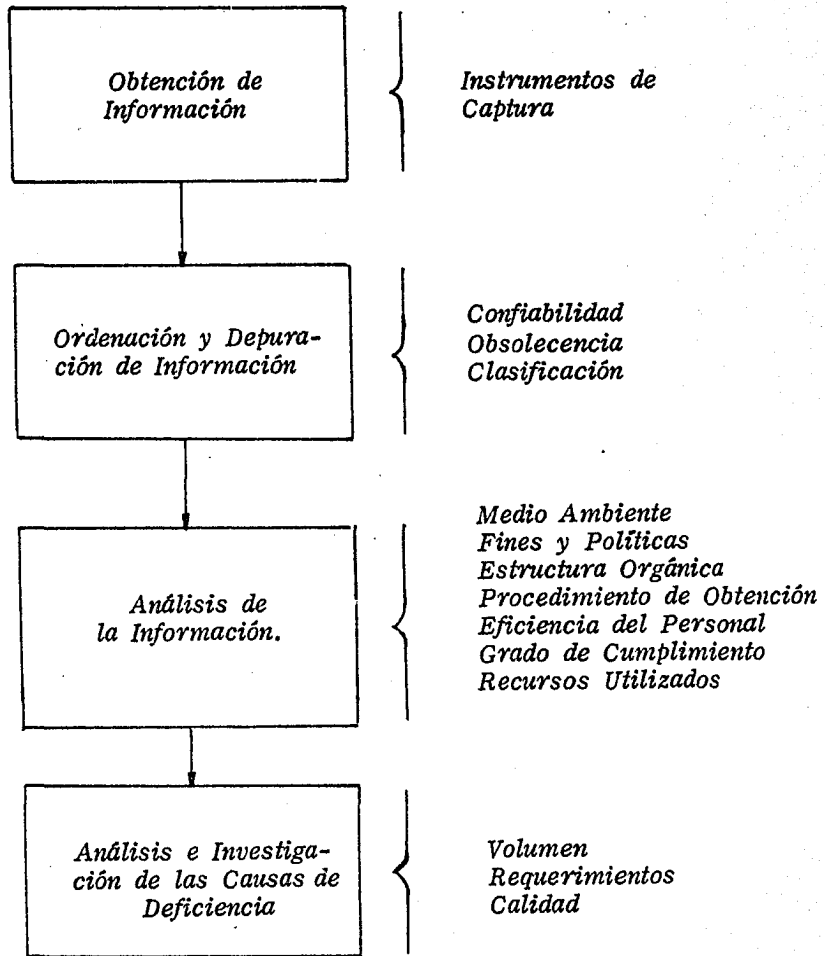 Obtención de
Información
Instrumentos de
Captura
Ordenación y Depura-
ción de Información
Confiabilidad
Obsolecencia
Clasificación
Análisis de
la Información.
Medio Ambiente
Fines y Políticas
Estructura Orgánica
Procedimiento de Obtención
Eficiencia del Personal
Grado de Cumplimiento
Recursos Utilizados
Análisis e Investiga-
ción de las Causas de
Deficiencia
Volumen
Requerimientos
Calidad